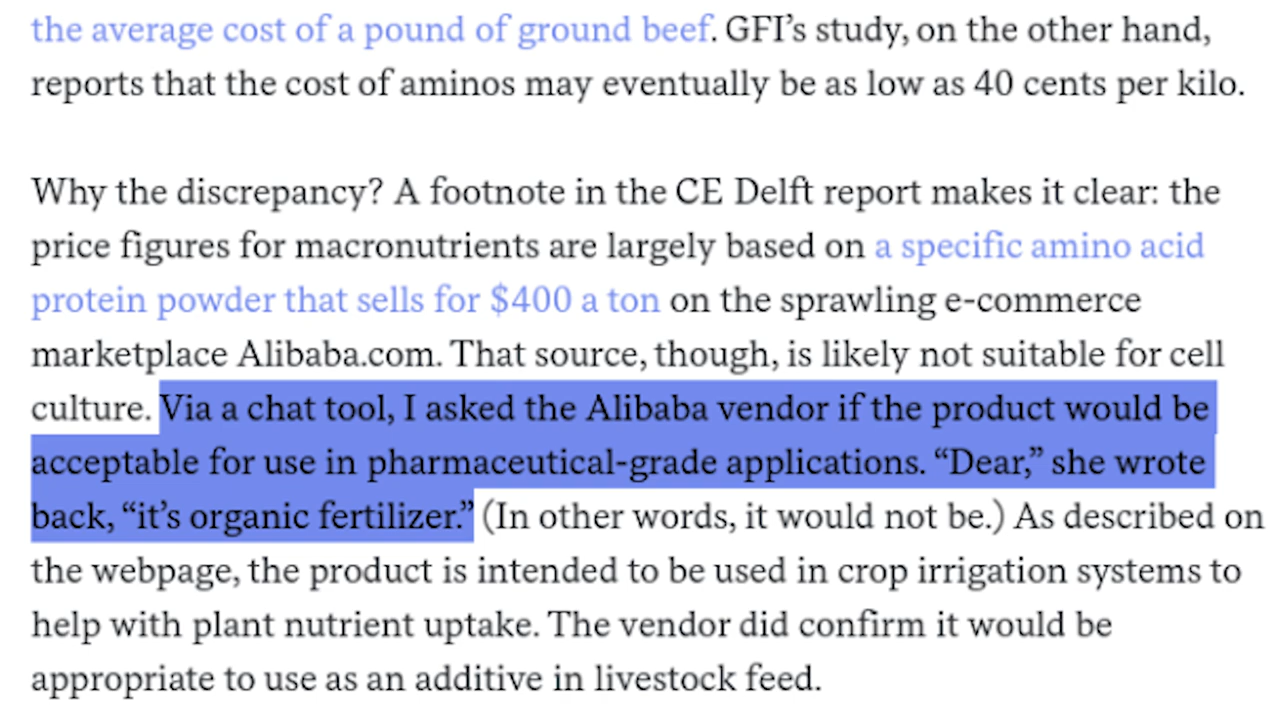 the average cost of a pound of ground beef. GFI’s study, on the other hand,
reports that the cost of aminos may eventually be as low as 40 cents per kilo.
Why the discrepancy? A footnote in the CE Delft report makes it clear: the
price figures for macronutrients are largely based on a specific amino acid
protein powder that sells for $400 a ton on the sprawling e-commerce
marketplace Alibaba.com. That source, though, is likely not suitable for cell
culture. Via a chat tool, I asked the Alibaba vendor if the product would be
acceptable for use in pharmaceutical-grade applications. “Dear,” she wrote
back, “it’s organic fertilizer.” (In other words, it would not be.) As described on
the webpage, the product is intended to be used in crop irrigation systems to
help with plant nutrient uptake. The vendor did confirm it would be
appropriate to use as an additive in livestock feed.